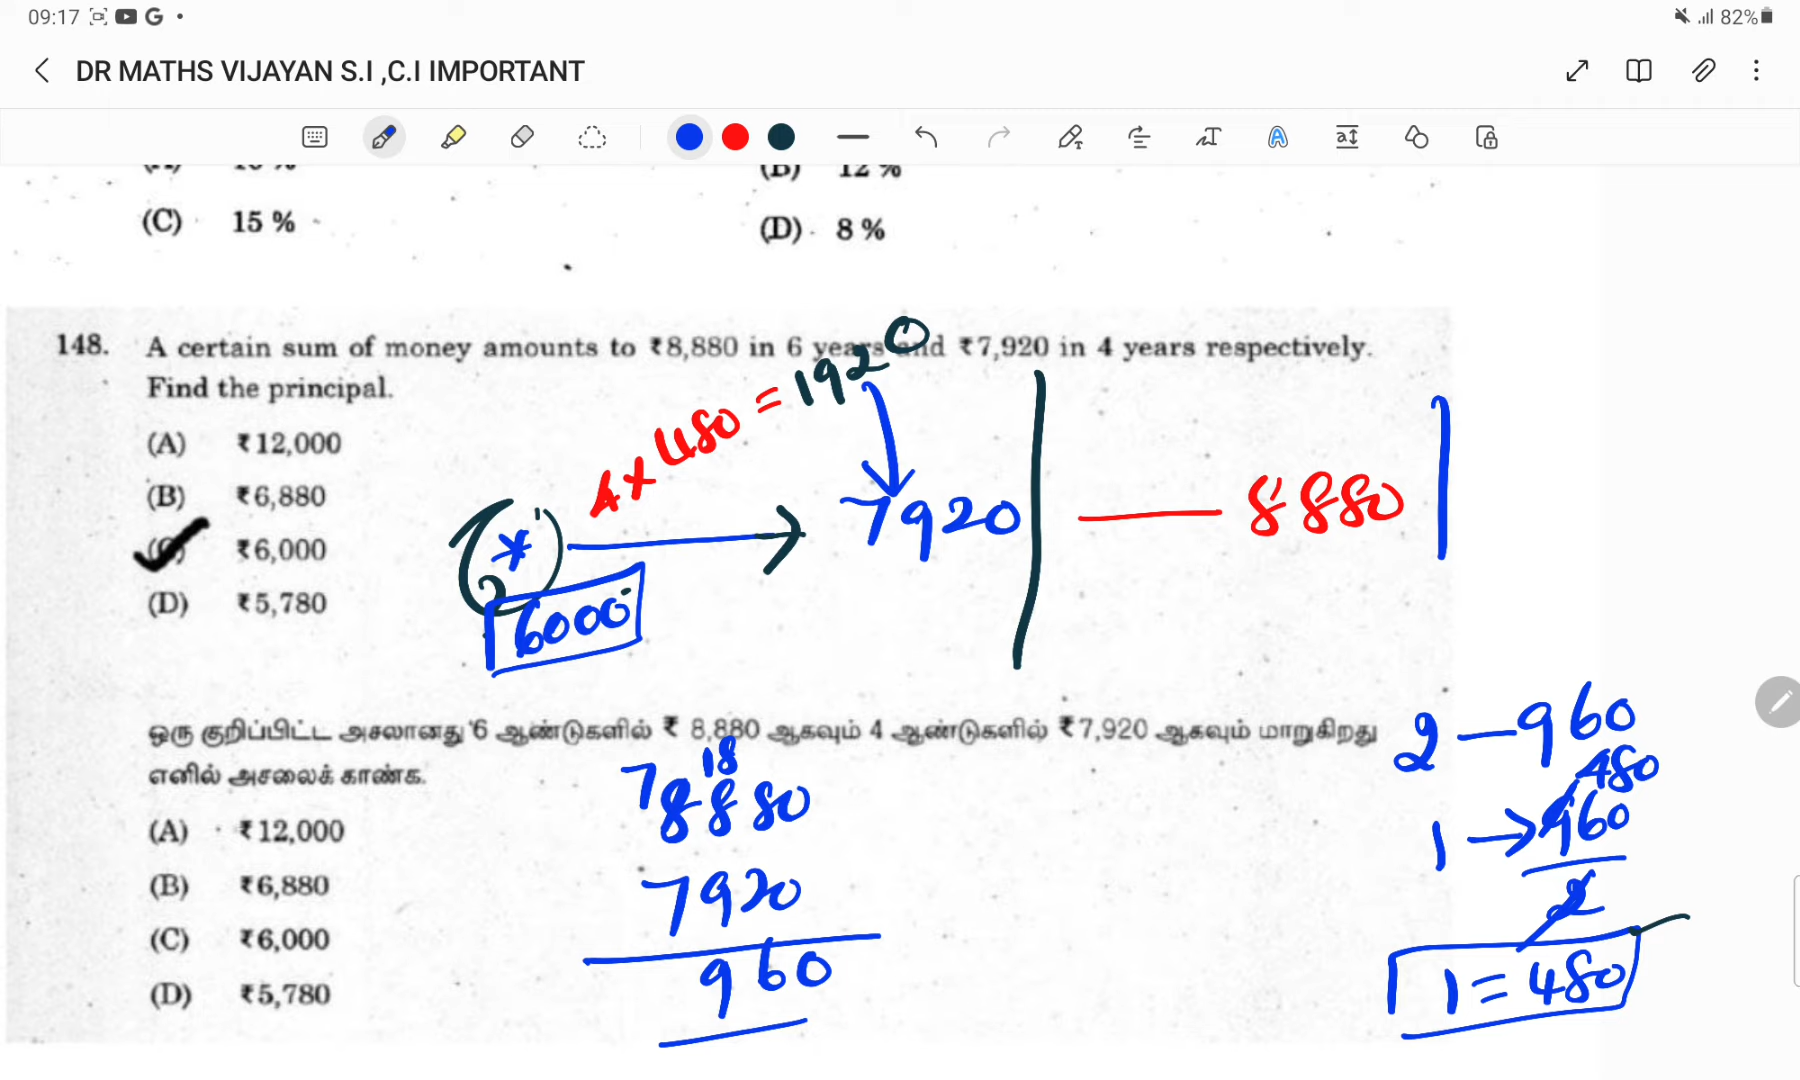 09:17
82%
DR MATHS VIJAYAN S.I ,C.I IMPORTANT
(B) 12 %
(C) 15 %
(D) 8 %
148. A certain sum of money amounts to ₹8,880 in 6 years and ₹7,920 in 4 years respectively.
Find the principal.
(A) ₹12,000
(B) ₹6,880
(C) ₹6,000
(D) ₹5,780
4 x 480 = 1920
* 7920 — 8880
6000
ஒரு குறிப்பிட்ட அசலானது 6 ஆண்டுகளில் ₹ 8,880 ஆகவும் 4 ஆண்டுகளில் ₹7,920 ஆகவும் மாறுகிறது
எனில் அசலைக் காண்க.
(A) ₹12,000
(B) ₹6,880
(C) ₹6,000
(D) ₹5,780
7 18
8880
7920
960
2 — 960
480
1 → 960
2
1 = 480